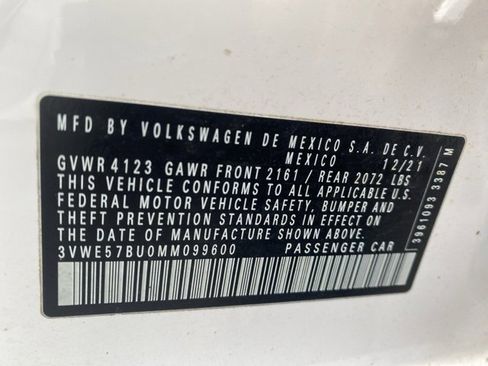 MFD BY VOLKSWAGEN DE MEXICO S.A. DE C.V.
MEXICO 12/21
GVWR 4123 GAWR FRONT 2161 / REAR 2072 LBS
THIS VEHICLE CONFORMS TO ALL APPLICABLE U.S.
FEDERAL MOTOR VEHICLE SAFETY, BUMPER AND
THEFT PREVENTION STANDARDS IN EFFECT ON
THE DATE OF MANUFACTURE SHOWN ABOVE.
3VWE57BU0MM099600 PASSENGER CAR
3961093 3387 M